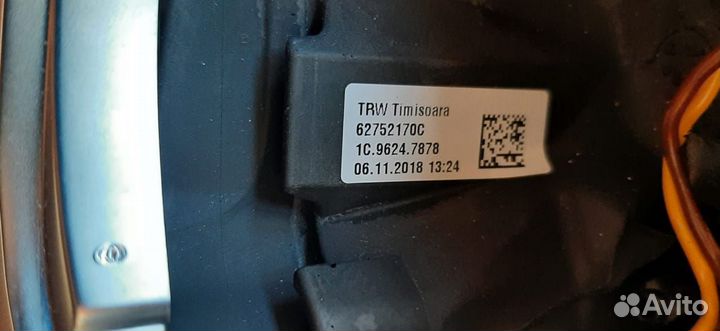 TRW Timisoara
62752170C
1C.9624.7878
06.11.2018 13:24
Avito